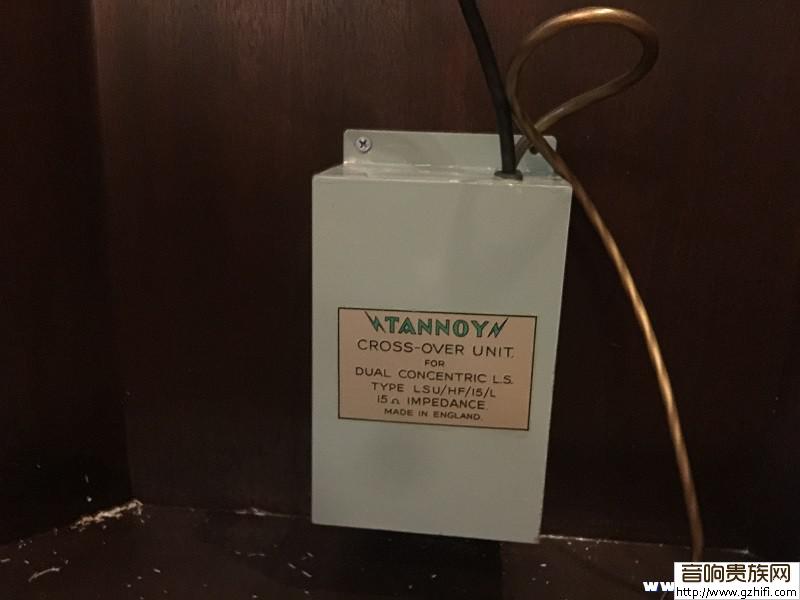 TANNOY
CROSS-OVER UNIT.
FOR
DUAL CONCENTRIC L.S.
TYPE LSU/HF/15/L
15 Ω IMPEDANCE.
MADE IN ENGLAND.
音响贵族网
http://www.gzhifi.com